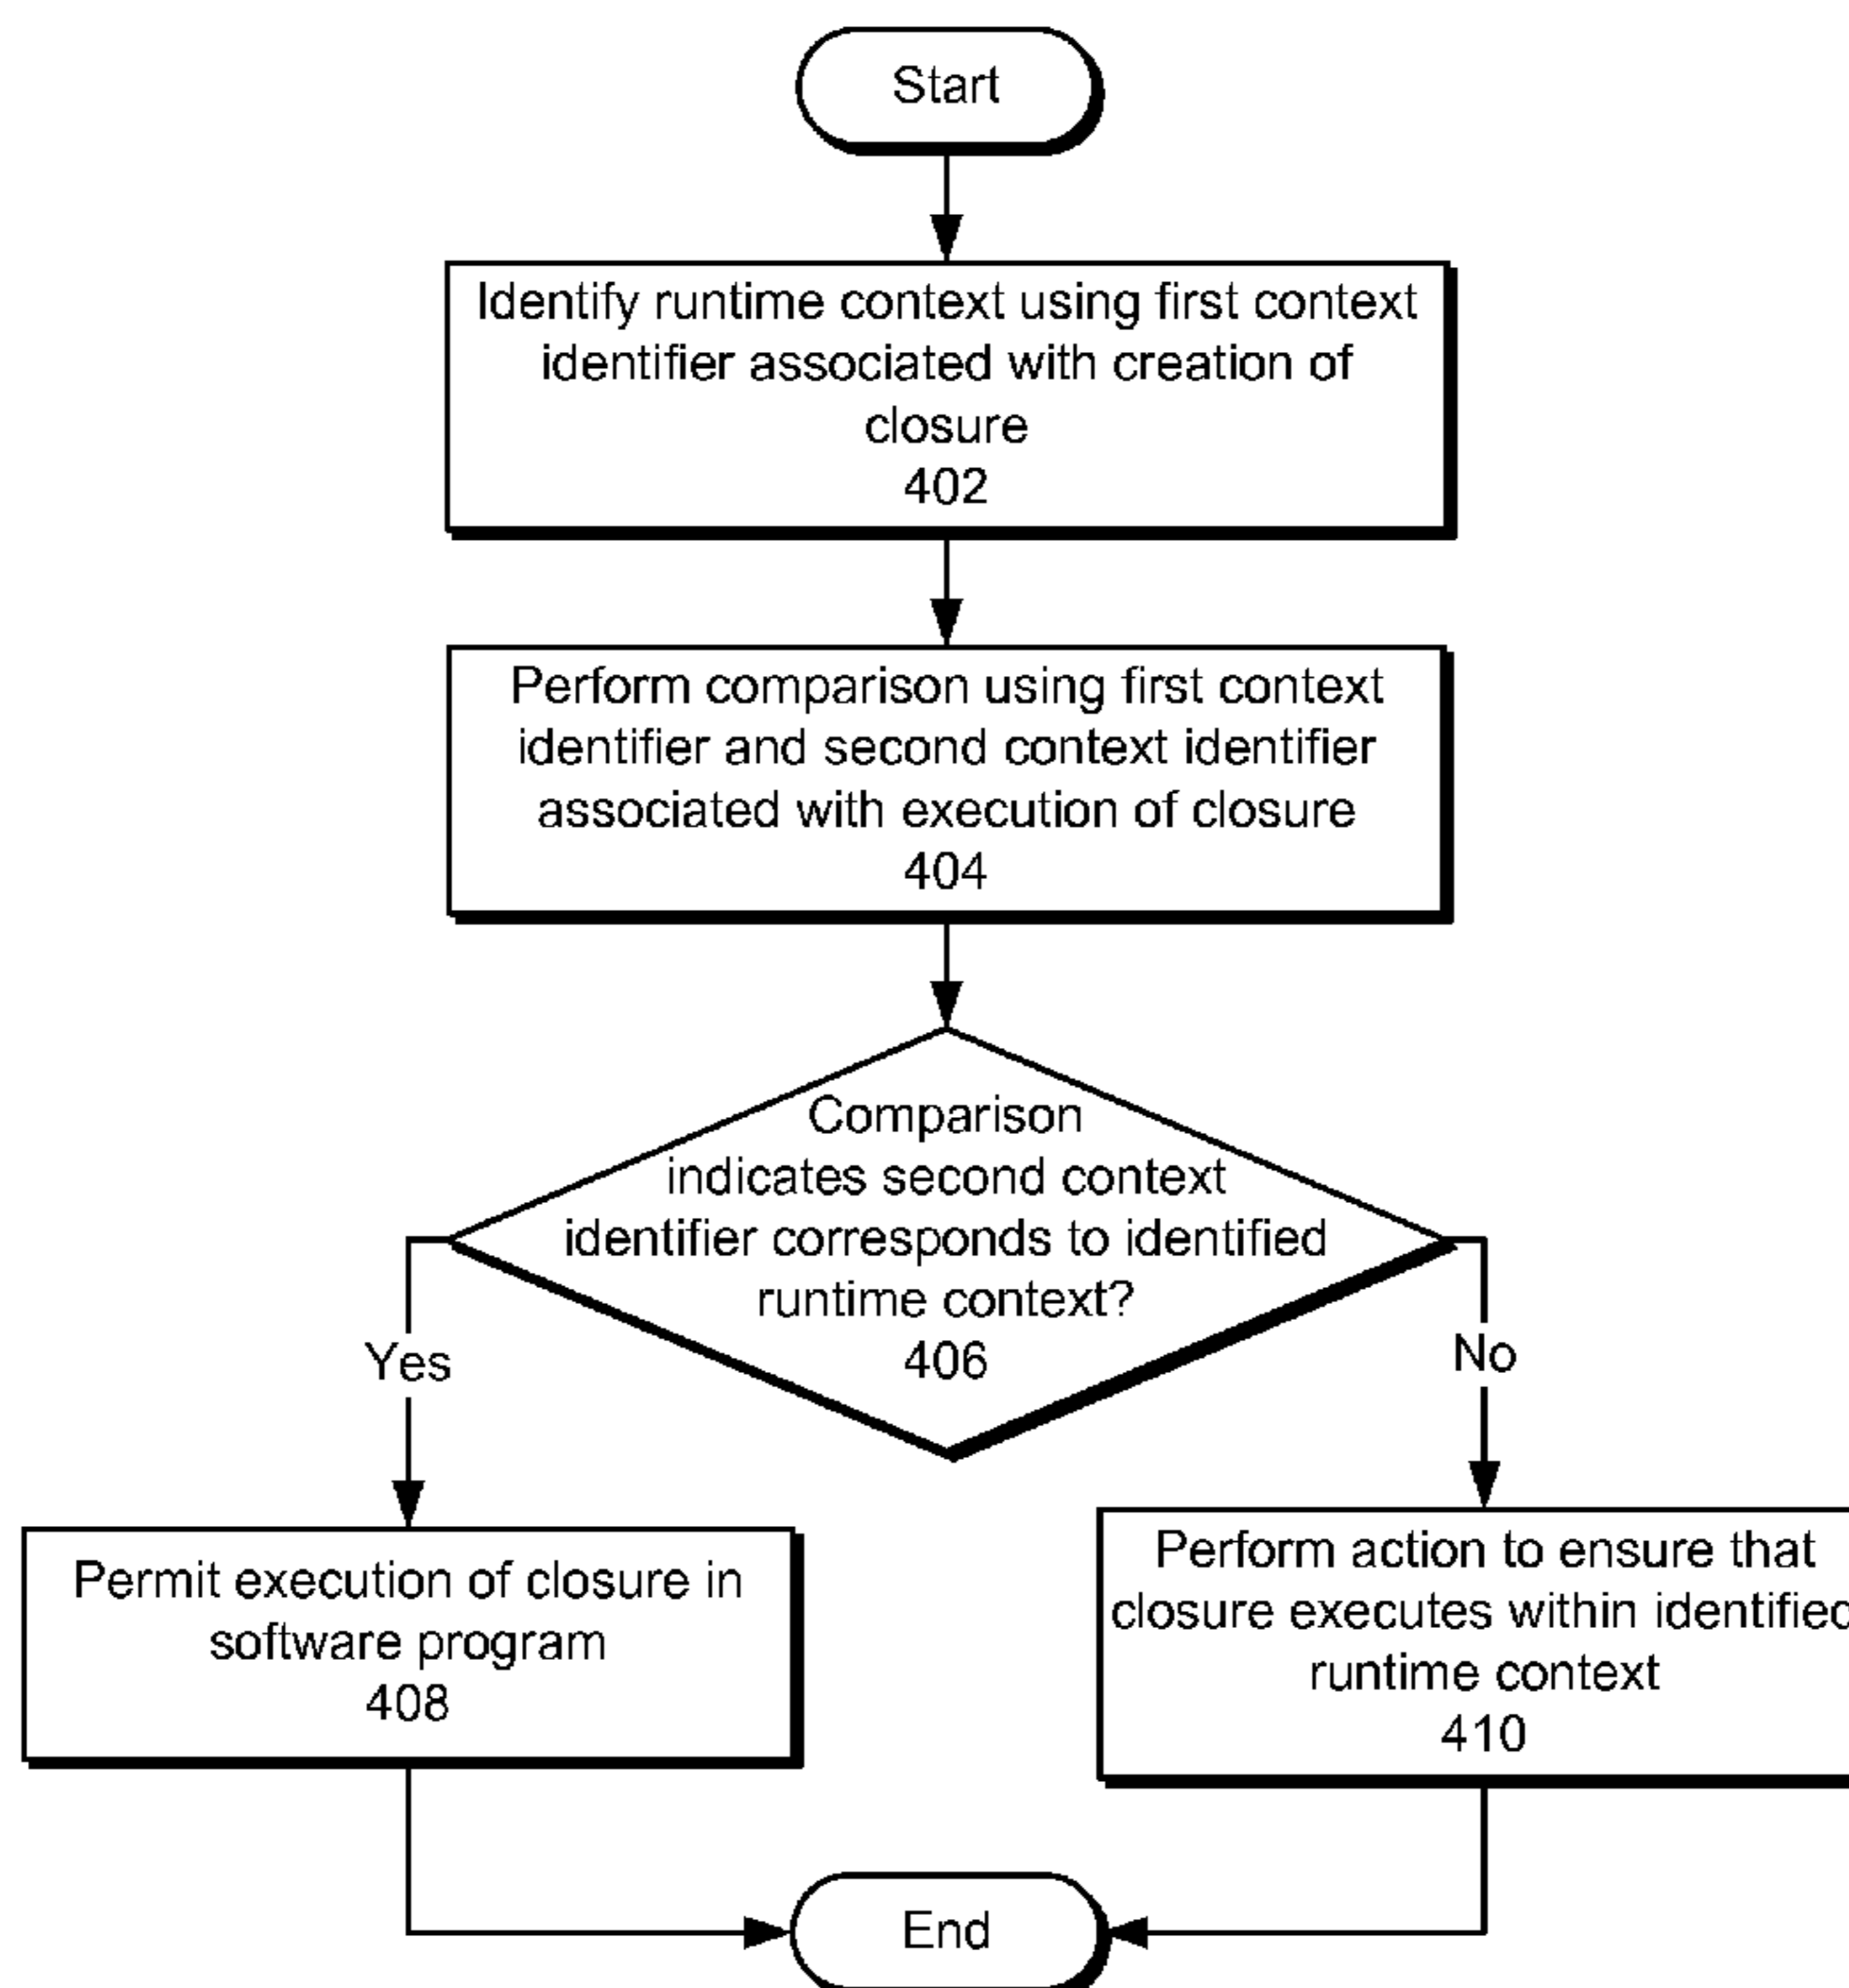 Start
Identify runtime context using first context
identifier associated with creation of
closure
402
Perform comparison using first context
identifier and second context identifier
associated with execution of closure
404
Comparison
indicates second context
identifier corresponds to identified
runtime context?
406
Yes
No
Permit execution of closure in
software program
408
Perform action to ensure that
closure executes within identified
runtime context
410
End